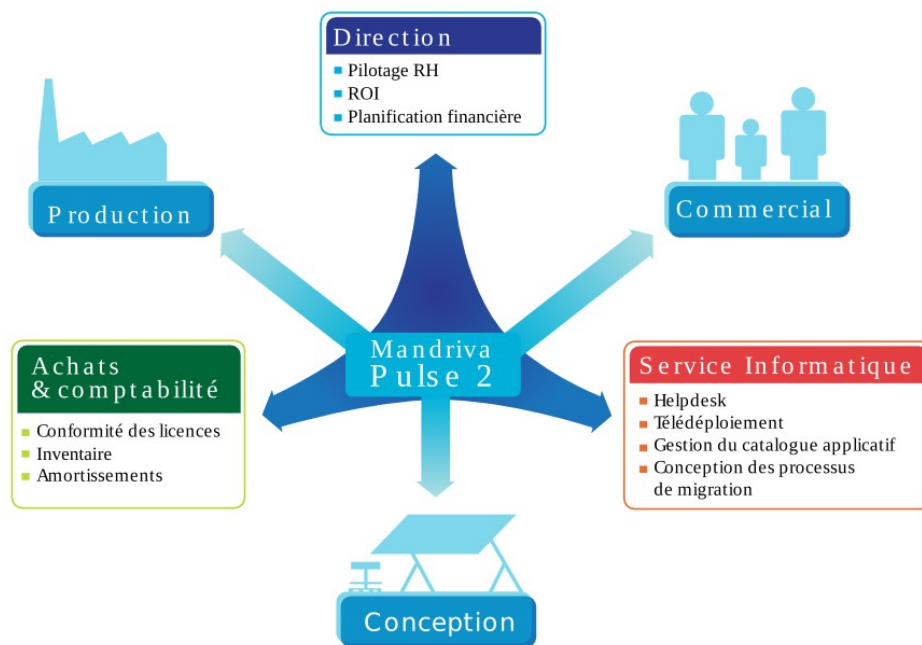 Direction
Pilotage RH
ROI
Planification financière
Production
Commercial
Mandriva
Pulse 2
Achats
& comptabilité
Conformité des licences
Inventaire
Amortissements
Service Informatique
Helpdesk
Télédéploiement
Gestion du catalogue applicatif
Conception des processus
de migration
Conception